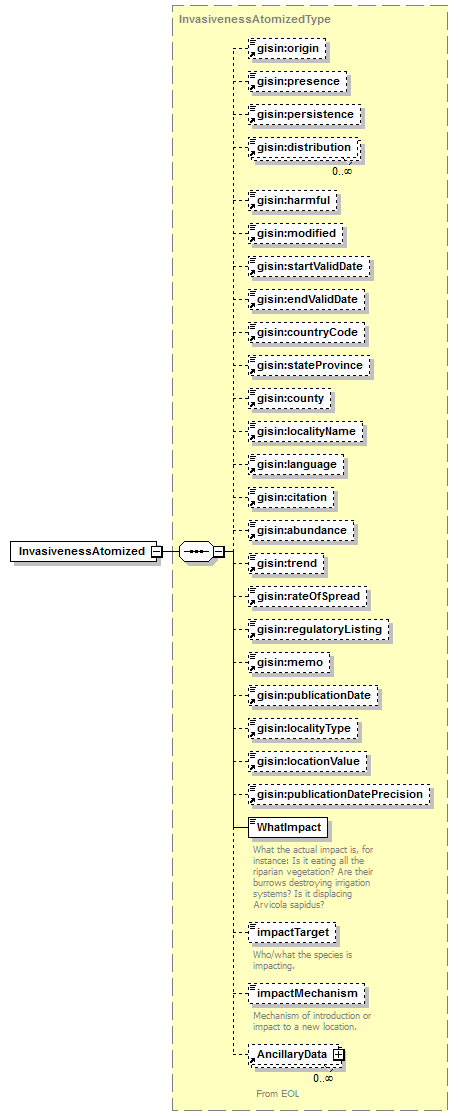 InvasivenessAtomizedType
gisin:origin
gisin:presence
gisin:persistence
gisin:distribution
0..∞
gisin:harmful
gisin:modified
gisin:startValidDate
gisin:endValidDate
gisin:countryCode
gisin:stateProvince
gisin:county
gisin:localityName
gisin:language
gisin:citation
gisin:abundance
InvasivenessAtomized
gisin:trend
gisin:rateOfSpread
gisin:regulatoryListing
gisin:memo
gisin:publicationDate
gisin:localityType
gisin:locationValue
gisin:publicationDatePrecision
WhatImpact
What the actual impact is, for
instance: Is it eating all the
riparian vegetation? Are their
burrows destroying irrigation
systems? Is it displacing
Arvicola sapidus?
impactTarget
Who/what the species is
impacting.
impactMechanism
Mechanism of introduction or
impact to a new location.
AncillaryData
0..∞
From EOL